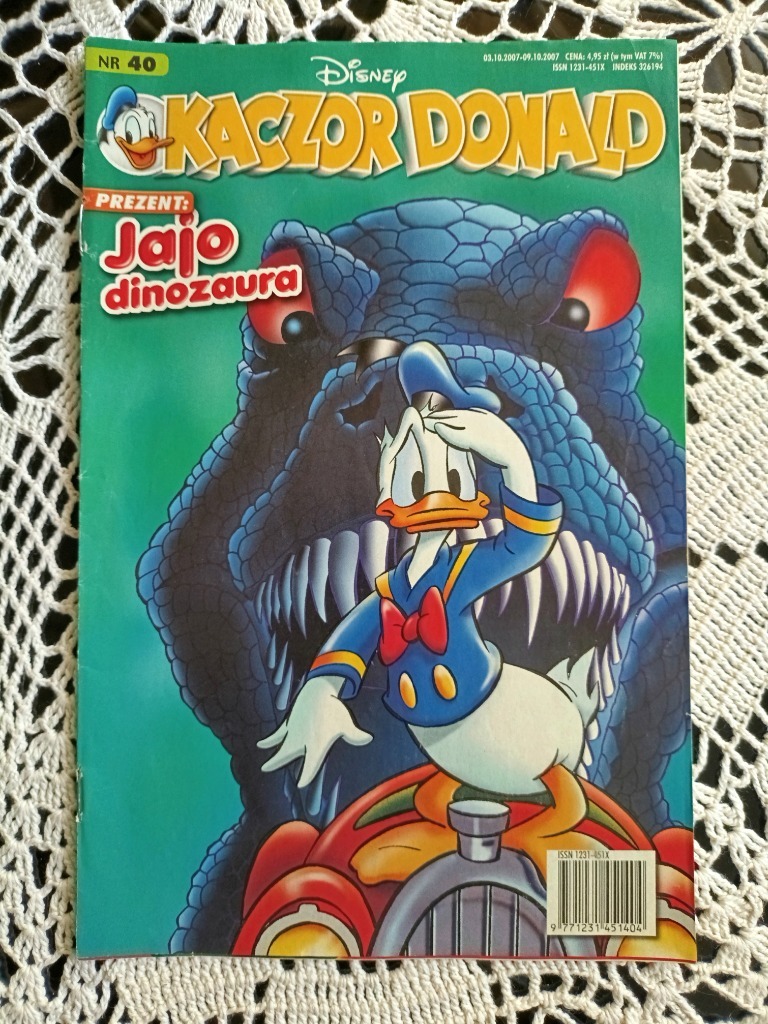 NR 40
03.10.2007-09.10.2007 CENA: 4,95 zł (w tym VAT 7%)
ISSN 1231-451X INDEKS 326194
Disney
KACZOR DONALD
PREZENT:
Jajo
dinozaura
ISSN 1231-451X
9 771231 451404